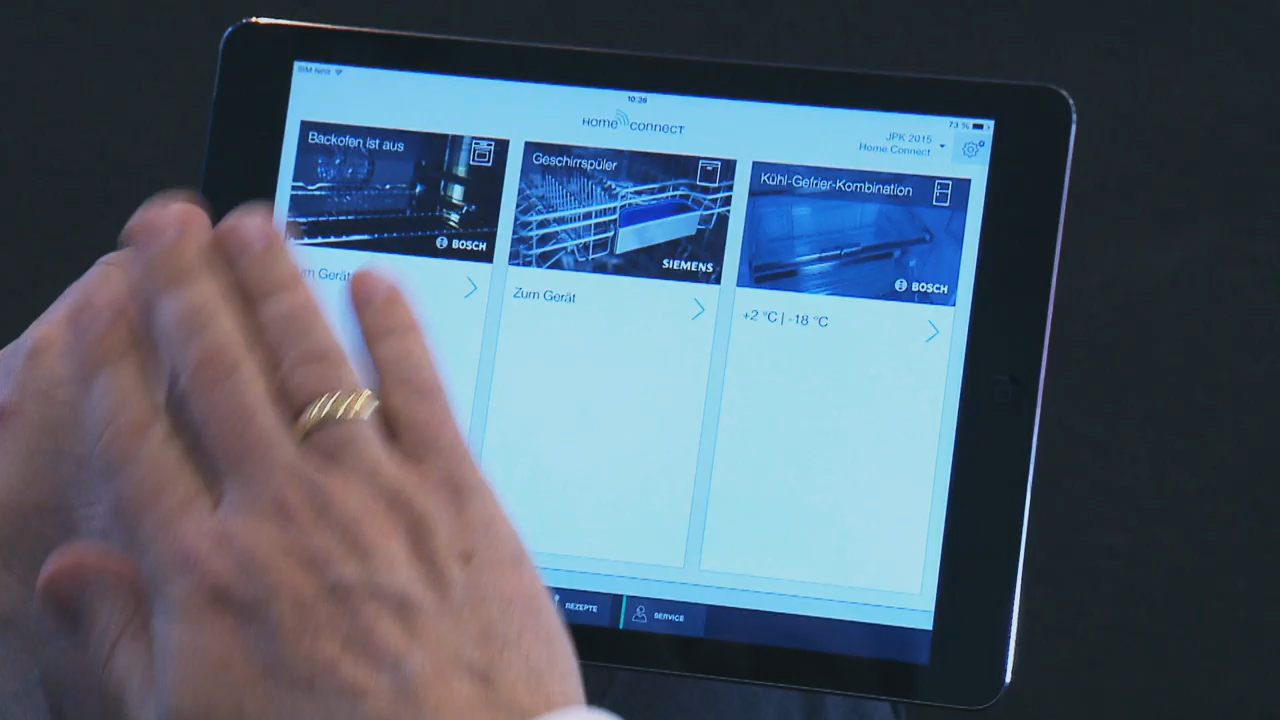 10:39
73 %
HOME CONNECT
JPK 2015
Home Connect
Backofen ist aus
BOSCH
Geschirrspüler
SIEMENS
Kühl-Gefrier-Kombination
BOSCH
Gerät
Zum Gerät
+2 °C | -18 °C
REZEPTE
SERVICE